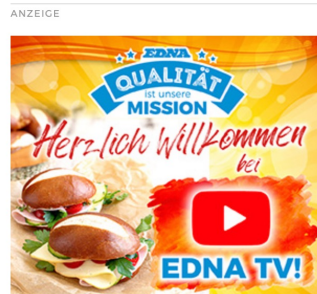 ANZEIGE
EDNA
QUALITÄT
ist unsere
MISSION
Herzlich Willkommen
bei
EDNA TV!